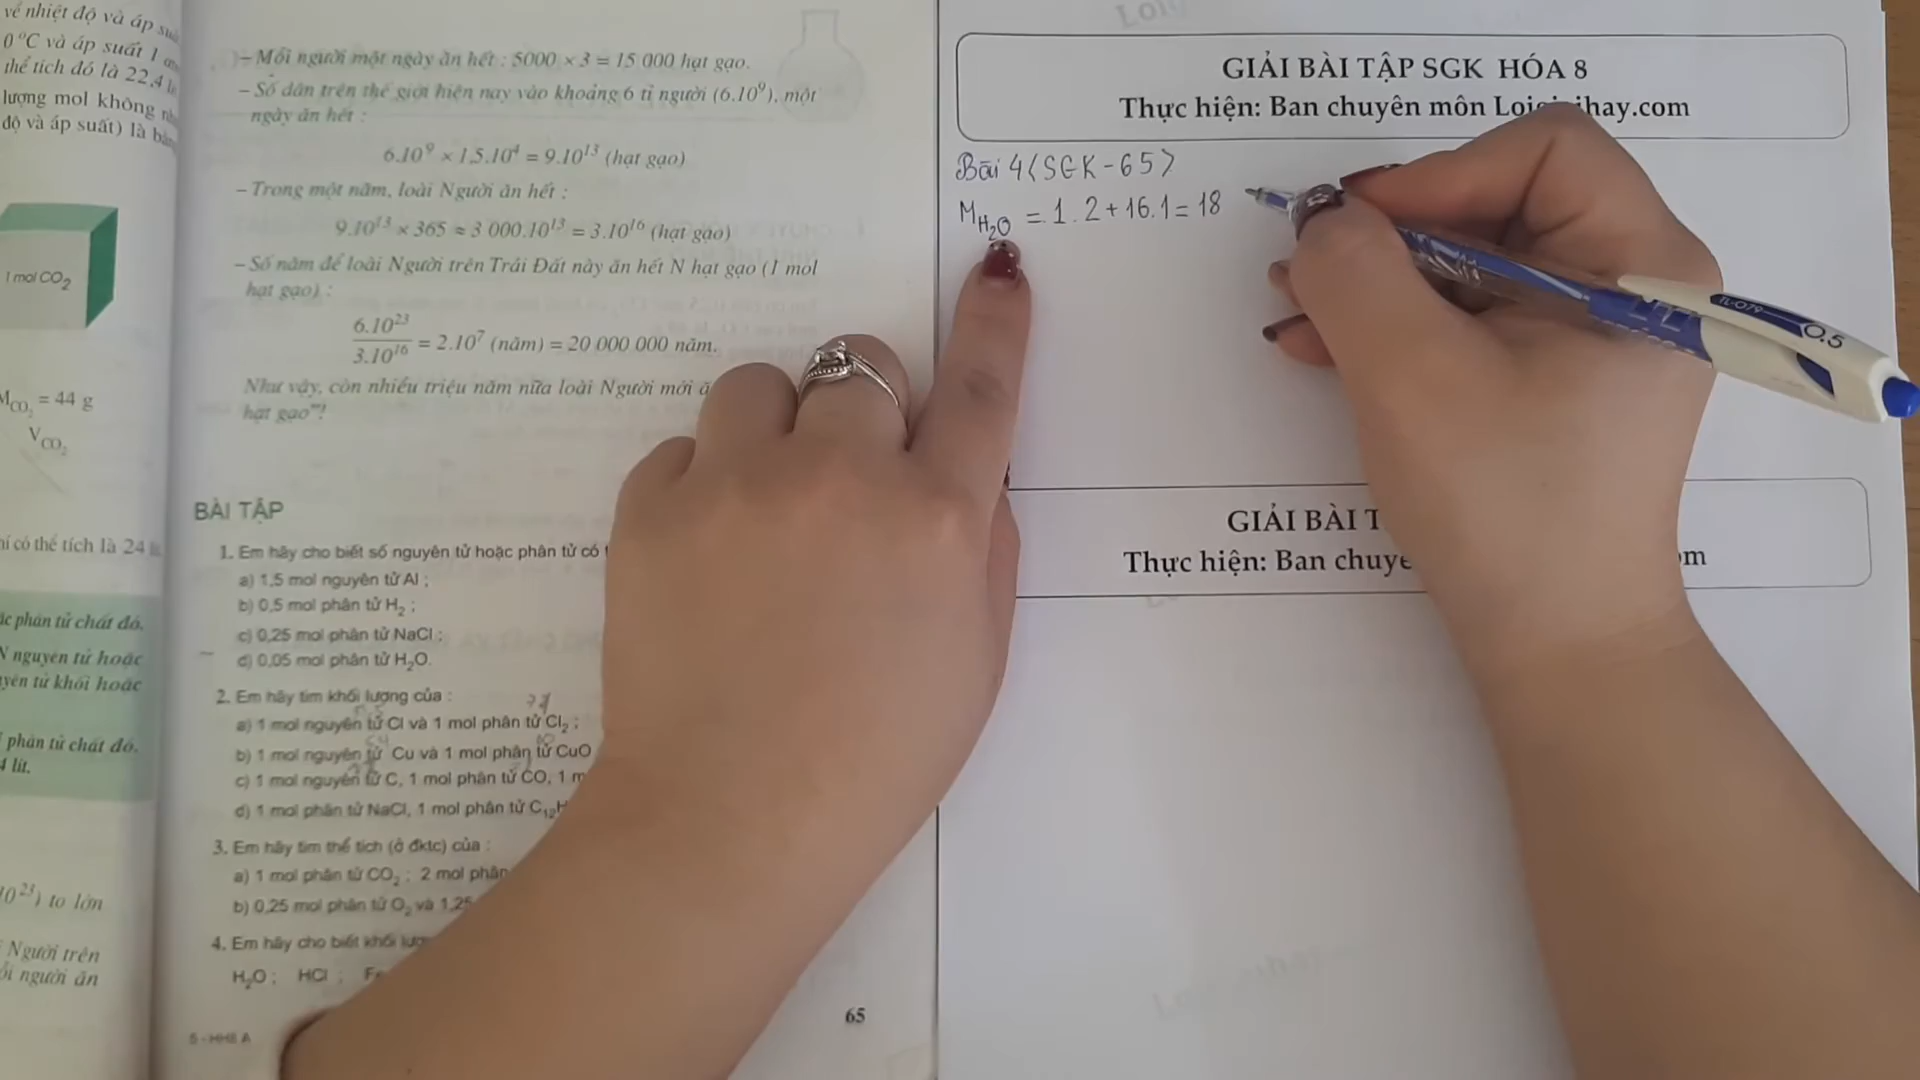 về nhiệt độ và áp suất
0 °C và áp suất 1
thể tích đó là 22,4
lượng mol không
độ và áp suất) là
1 mol CO₂
= 44 g
V CO₂
có thể tích là 24
phân tử chất đó.
N nguyên tử hoặc
tử khối hoặc
phân tử chất đó.
lít.
to lớn
Người trên
người ăn
– Mỗi người một ngày ăn hết : 5000 × 3 = 15 000 hạt gạo.
– Số dân trên thế giới hiện nay vào khoảng 6 tỉ người (6.10⁹), một
ngày ăn hết :
6.10⁹ × 1,5.10⁴ = 9.10¹³ (hạt gạo)
– Trong một năm, loài Người ăn hết :
9.10¹³ × 365 ≈ 3 000.10¹³ = 3.10¹⁶ (hạt gạo)
– Số năm để loài Người trên Trái Đất này ăn hết N hạt gạo (1 mol
hạt gạo) :
6.10²³ / 3.10¹⁶ = 2.10⁷ (năm) = 20 000 000 năm.
Như vậy, còn nhiều triệu năm nữa loài Người mới
hạt gạo"!
BÀI TẬP
1. Em hãy cho biết số nguyên tử hoặc phân tử có
a) 1,5 mol nguyên tử Al ;
b) 0,5 mol phân tử H₂ ;
c) 0,25 mol phân tử NaCl ;
d) 0,05 mol phân tử H₂O.
2. Em hãy tìm khối lượng của :
a) 1 mol nguyên tử Cl và 1 mol phân tử Cl₂ ;
b) 1 mol nguyên tử Cu và 1 mol phân tử CuO
c) 1 mol nguyên tử C, 1 mol phân tử CO, 1
d) 1 mol phân tử NaCl, 1 mol phân tử C₁₂H
3. Em hãy tìm thể tích (ở đktc) của :
a) 1 mol phân tử CO₂ ; 2 mol phân
b) 0,25 mol phân tử O₂ và 1,25
4. Em hãy cho biết khối
H₂O ; HCl ; Fe
5 - HH8 A
65
GIẢI BÀI TẬP SGK HÓA 8
Thực hiện: Ban chuyên môn Loigiaihay.com
Bài 4 (SGK-65)
M H₂O = 1.2 + 16.1 = 18
GIẢI BÀI T
Thực hiện: Ban chuyê
TL-079
0.5